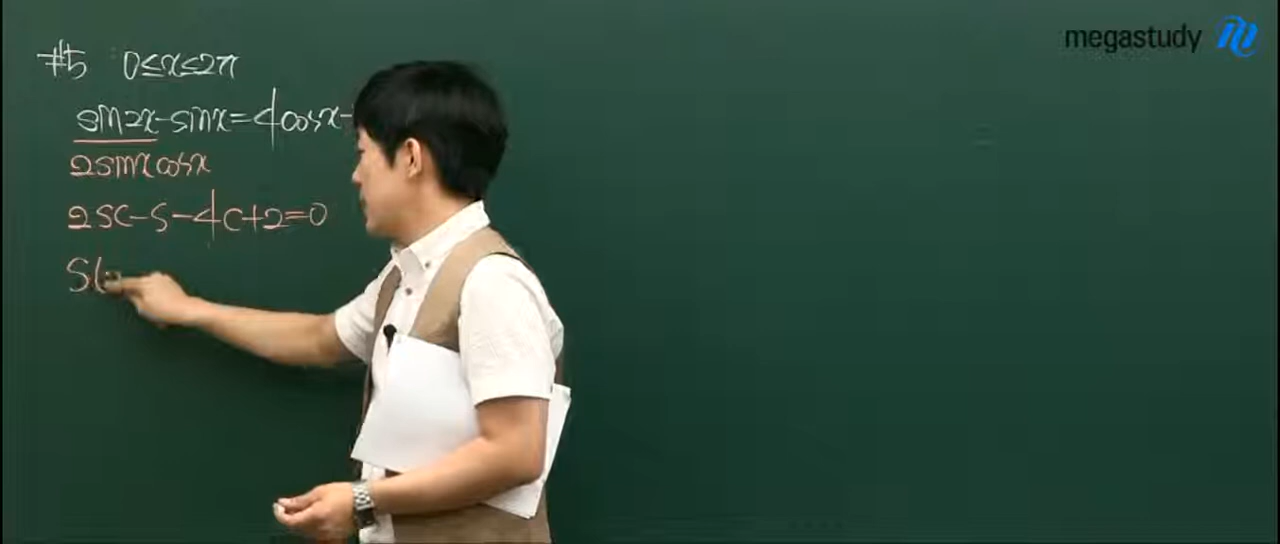 #5 0≤x≤2π
sin2x-sinx=4cosx-
2sinxcosx
2sc-s-4c+2=0
s(
megastudy